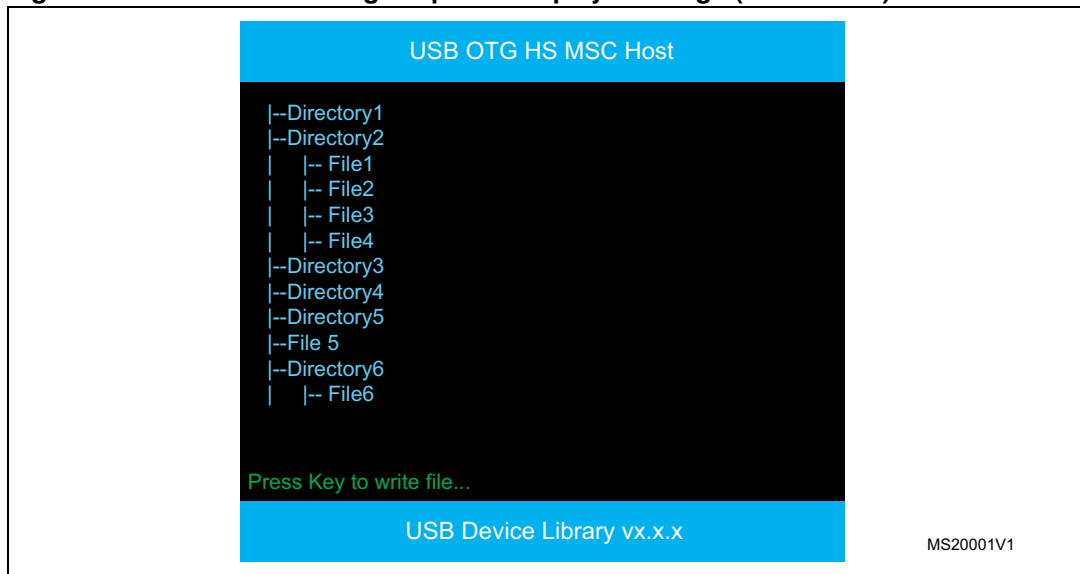 USB OTG HS MSC Host
|--Directory1
|--Directory2
|    |-- File1
|    |-- File2
|    |-- File3
|    |-- File4
|--Directory3
|--Directory4
|--Directory5
|--File 5
|--Directory6
|    |-- File6
Press Key to write file...
USB Device Library vx.x.x
MS20001V1